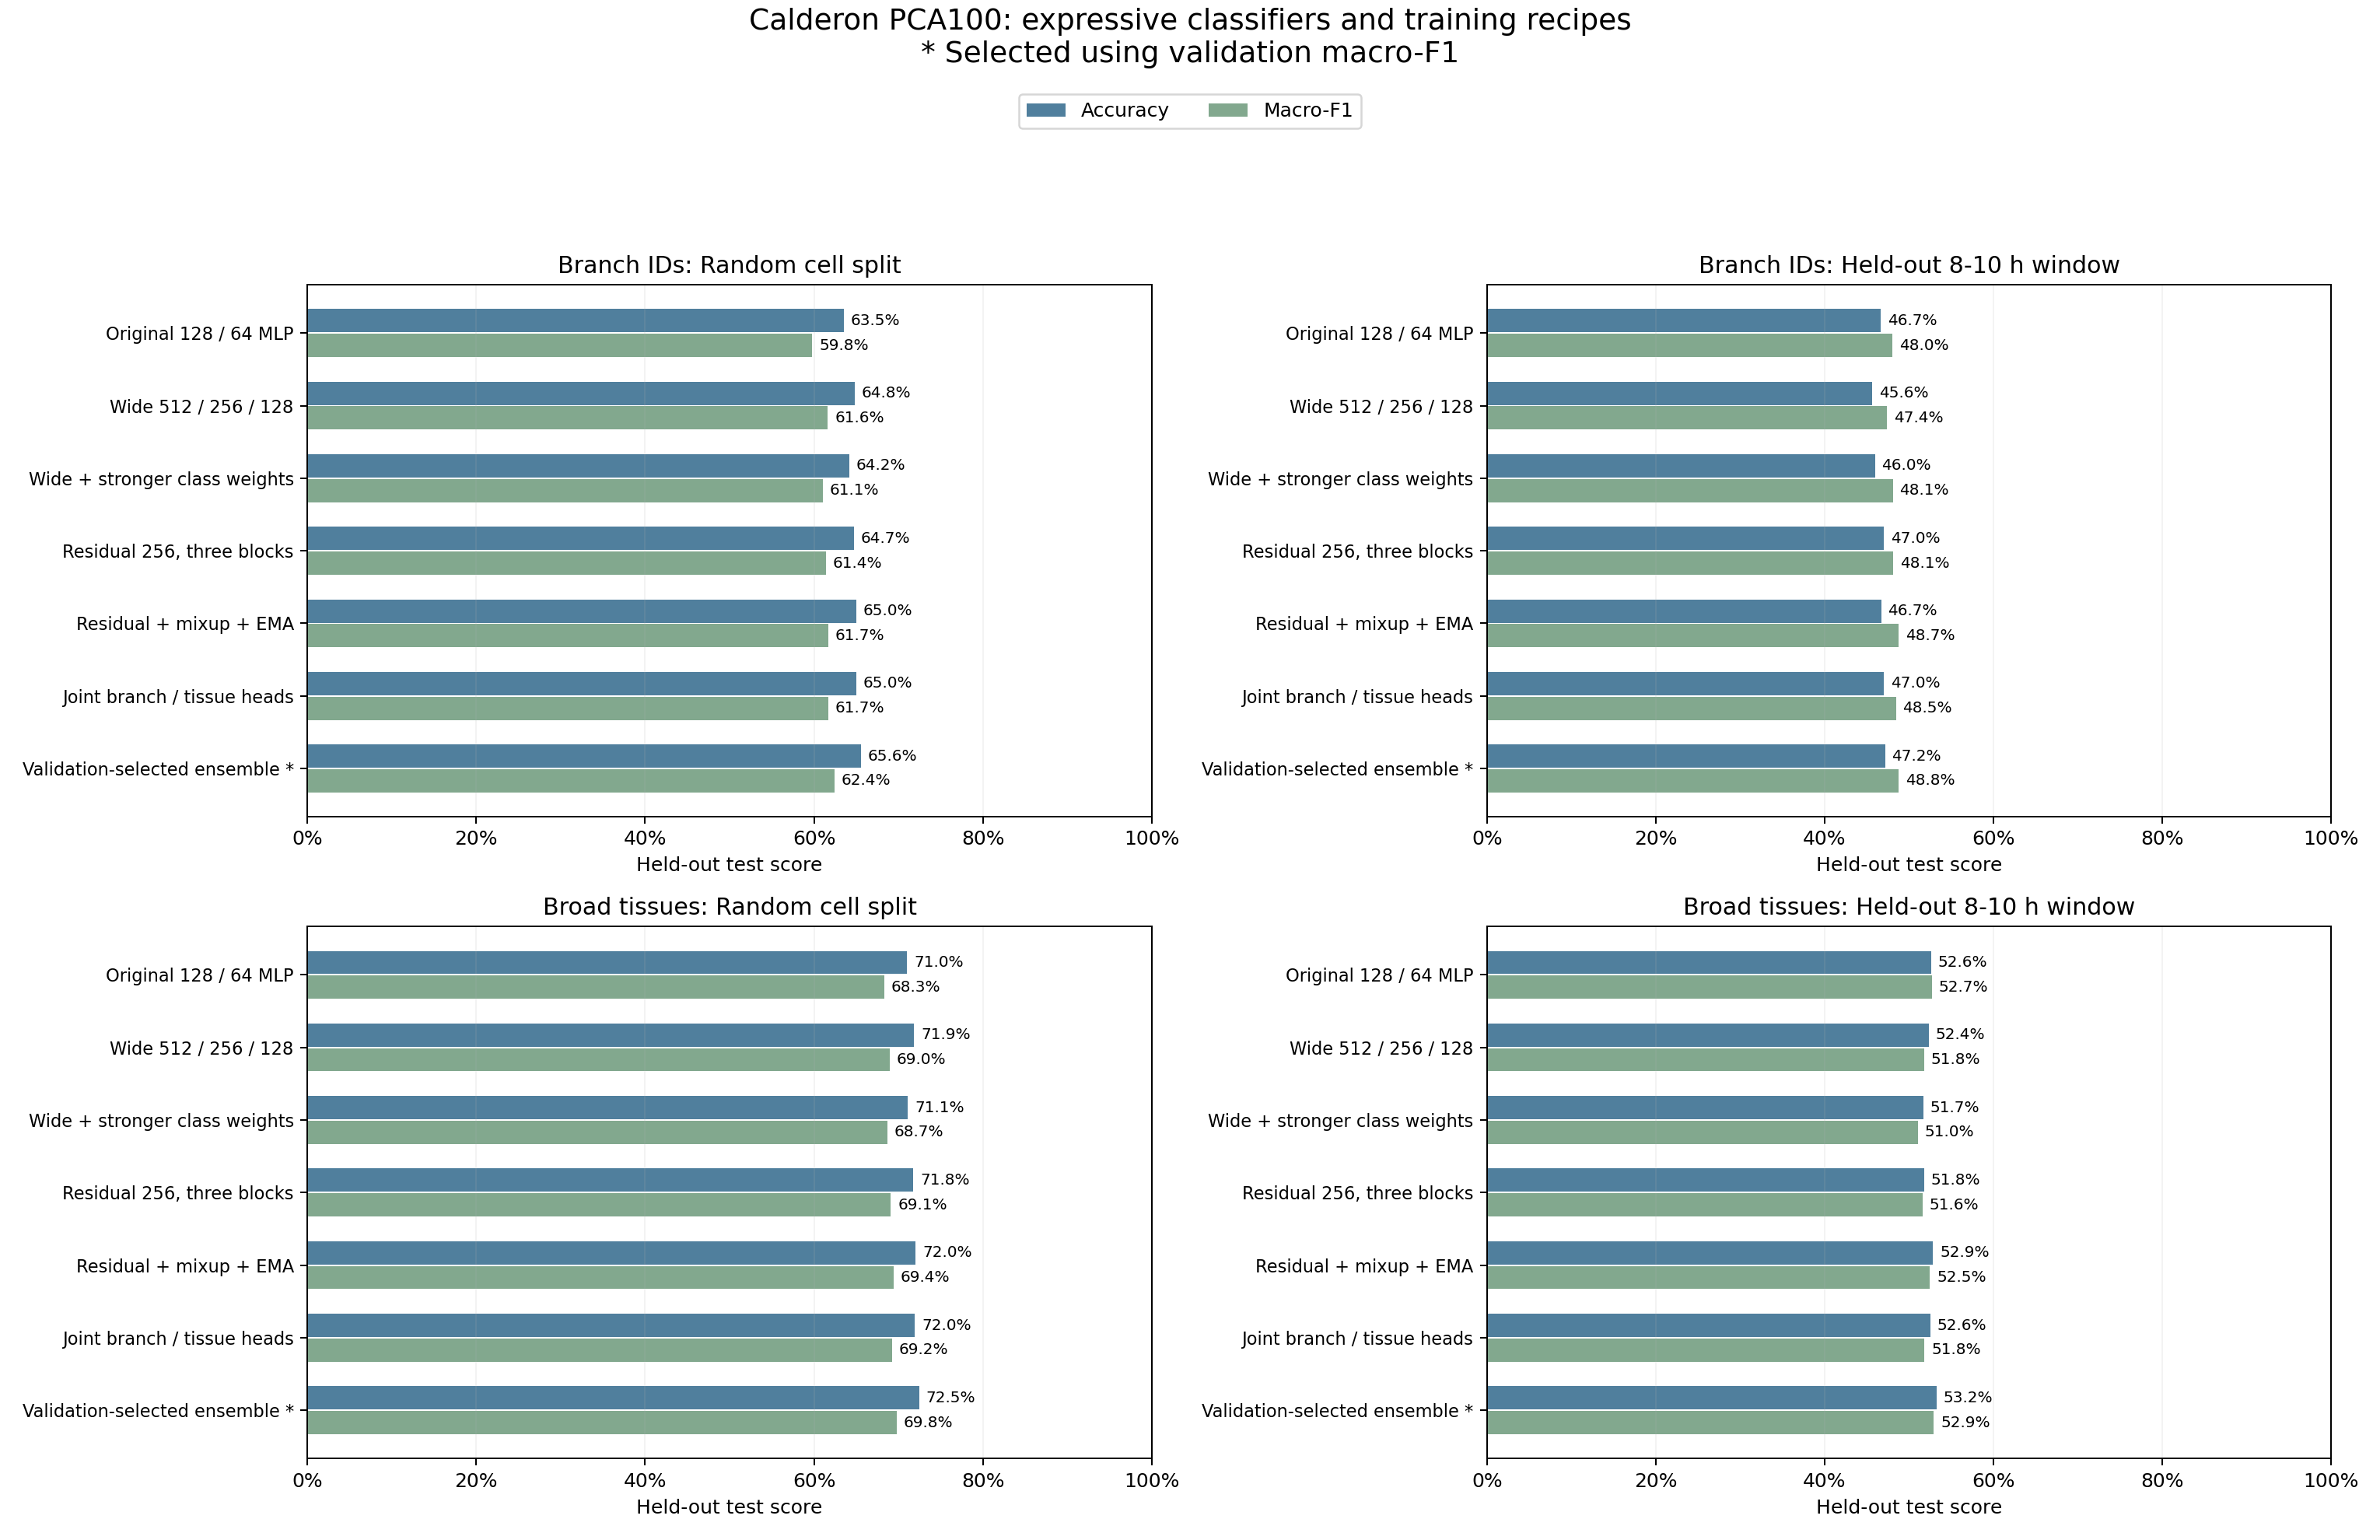 Calderon PCA100: expressive classifiers and training recipes
* Selected using validation macro-F1
Accuracy
Macro-F1
Branch IDs: Random cell split
Original 128 / 64 MLP
63.5%
59.8%
Wide 512 / 256 / 128
64.8%
61.6%
Wide + stronger class weights
64.2%
61.1%
Residual 256, three blocks
64.7%
61.4%
Residual + mixup + EMA
65.0%
61.7%
Joint branch / tissue heads
65.0%
61.7%
Validation-selected ensemble *
65.6%
62.4%
0% 20% 40% 60% 80% 100%
Held-out test score
Branch IDs: Held-out 8-10 h window
Original 128 / 64 MLP
46.7%
48.0%
Wide 512 / 256 / 128
45.6%
47.4%
Wide + stronger class weights
46.0%
48.1%
Residual 256, three blocks
47.0%
48.1%
Residual + mixup + EMA
46.7%
48.7%
Joint branch / tissue heads
47.0%
48.5%
Validation-selected ensemble *
47.2%
48.8%
0% 20% 40% 60% 80% 100%
Held-out test score
Broad tissues: Random cell split
Original 128 / 64 MLP
71.0%
68.3%
Wide 512 / 256 / 128
71.9%
69.0%
Wide + stronger class weights
71.1%
68.7%
Residual 256, three blocks
71.8%
69.1%
Residual + mixup + EMA
72.0%
69.4%
Joint branch / tissue heads
72.0%
69.2%
Validation-selected ensemble *
72.5%
69.8%
0% 20% 40% 60% 80% 100%
Held-out test score
Broad tissues: Held-out 8-10 h window
Original 128 / 64 MLP
52.6%
52.7%
Wide 512 / 256 / 128
52.4%
51.8%
Wide + stronger class weights
51.7%
51.0%
Residual 256, three blocks
51.8%
51.6%
Residual + mixup + EMA
52.9%
52.5%
Joint branch / tissue heads
52.6%
51.8%
Validation-selected ensemble *
53.2%
52.9%
0% 20% 40% 60% 80% 100%
Held-out test score